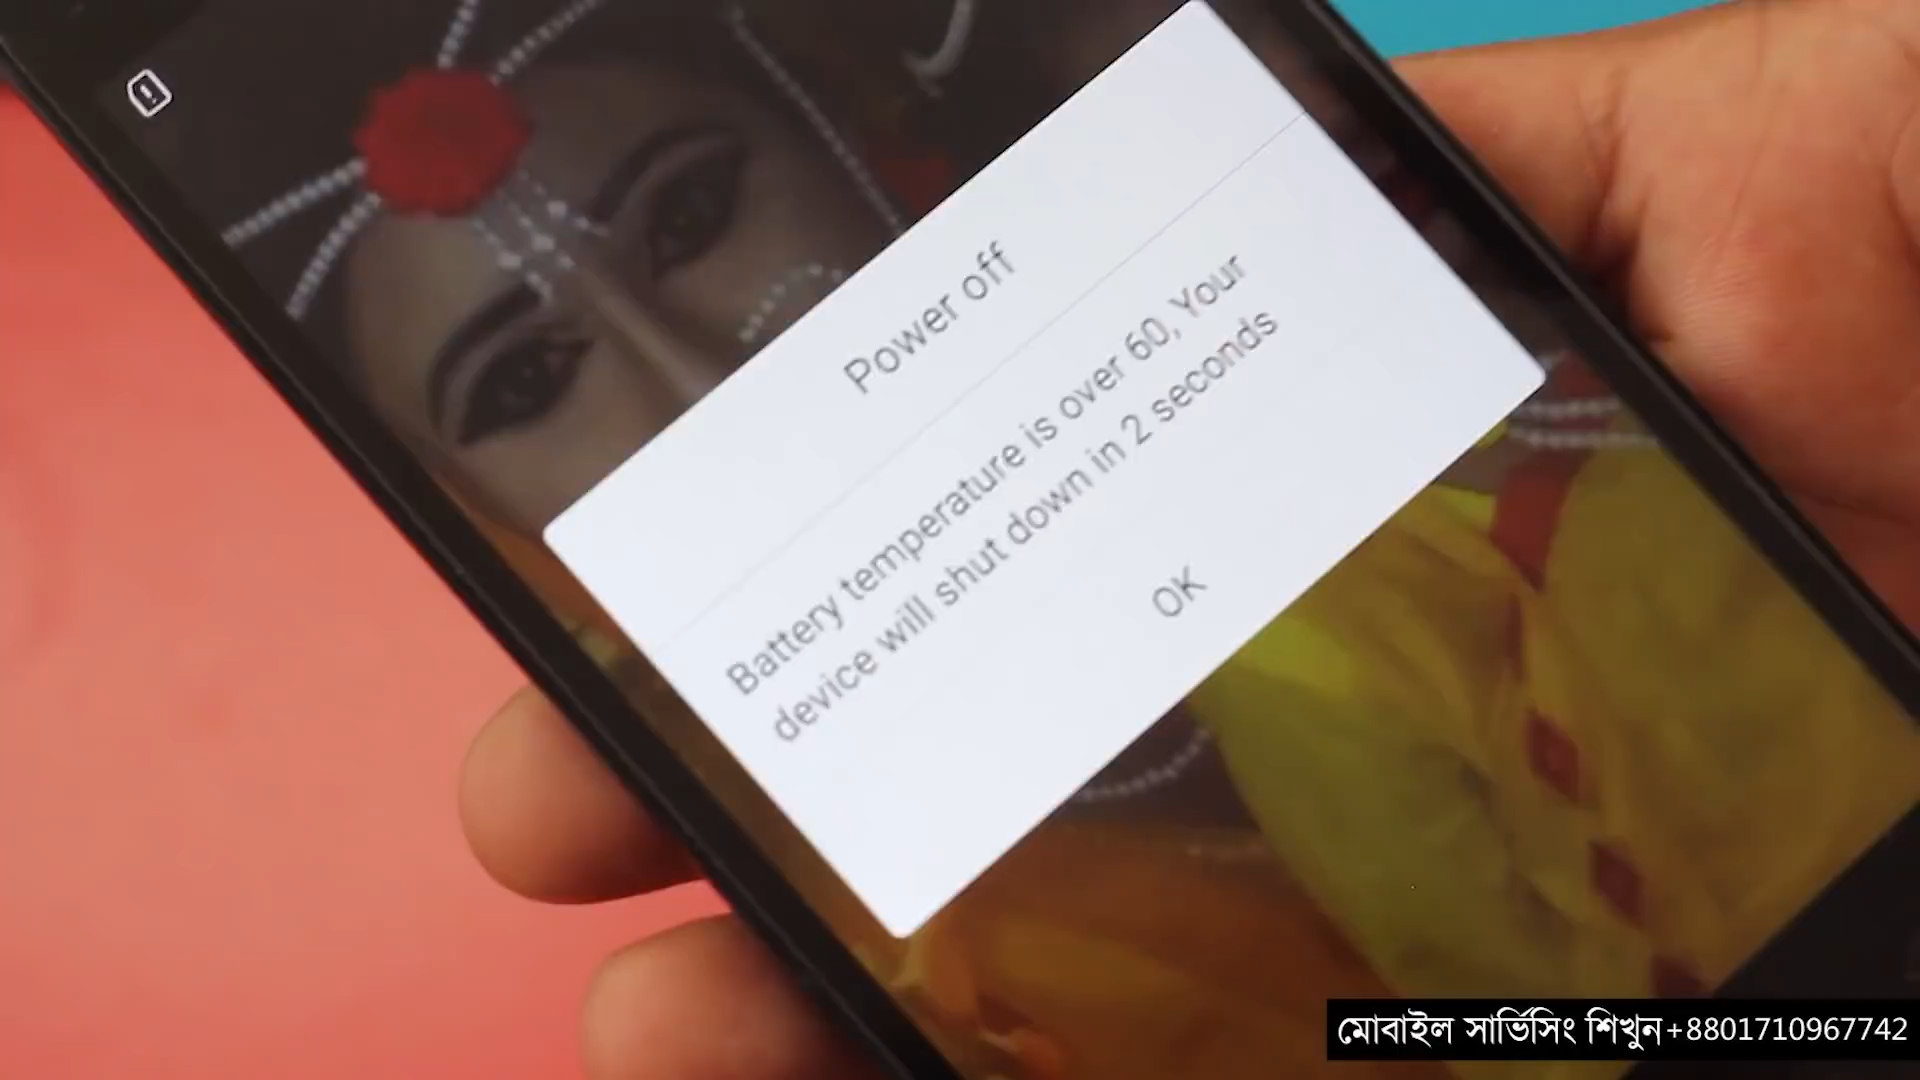 Power off
Battery temperature is over 60, Your
device will shut down in 2 seconds
OK
মোবাইল সার্ভিসিং শিখুন+8801710967742